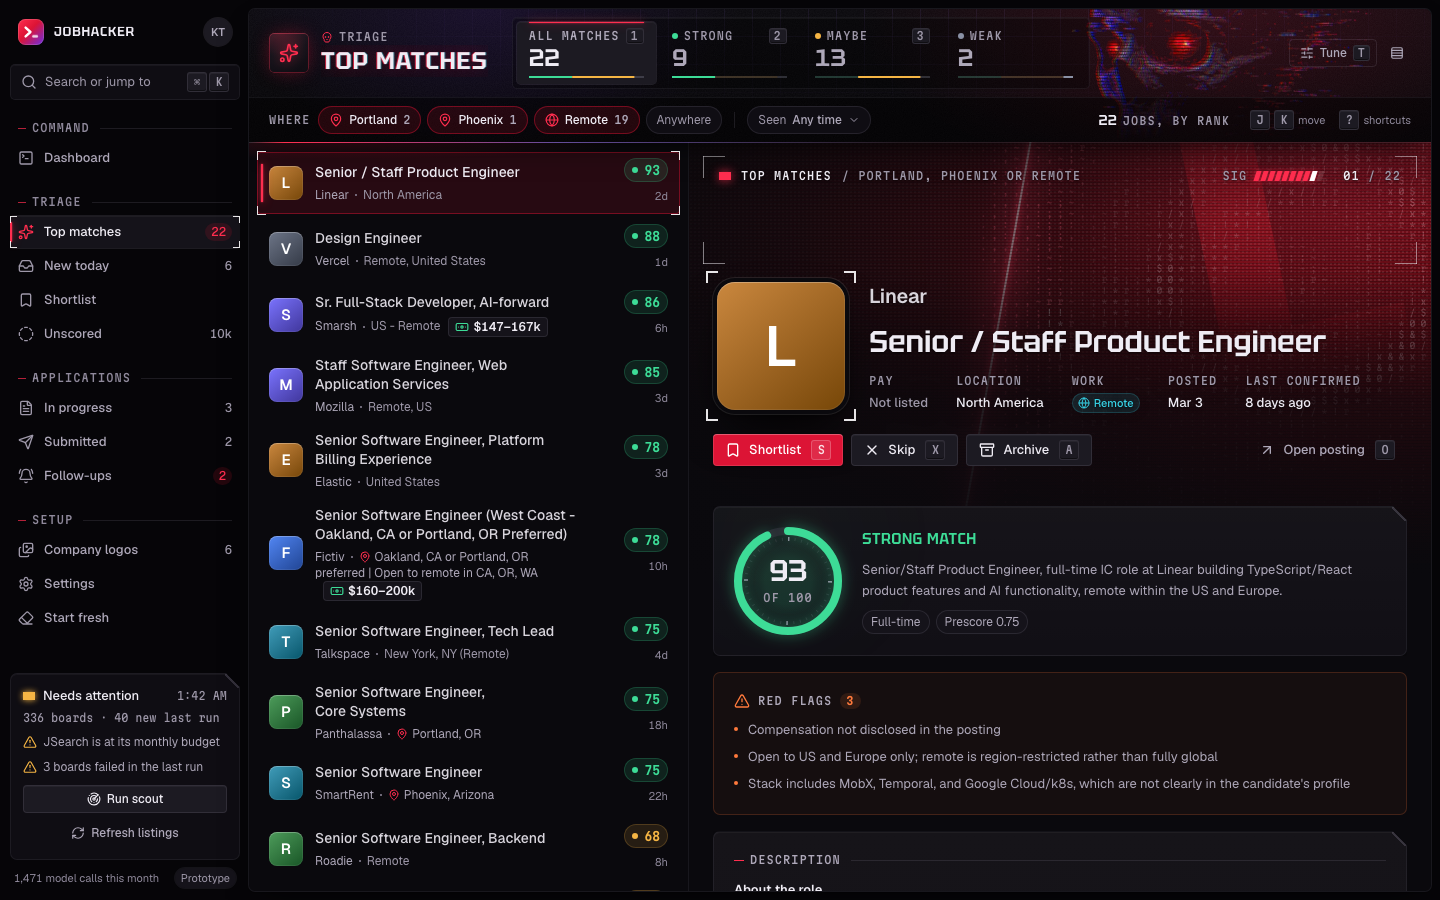 JOBHACKER
KT
Search or jump to
⌘ K
COMMAND
Dashboard
TRIAGE
Top matches 22
New today 6
Shortlist
Unscored 10k
APPLICATIONS
In progress 3
Submitted 2
Follow-ups 2
SETUP
Company logos 6
Settings
Start fresh
Needs attention 1:42 AM
336 boards · 40 new last run
JSearch is at its monthly budget
3 boards failed in the last run
Run scout
Refresh listings
1,471 model calls this month Prototype
TRIAGE
TOP MATCHES
ALL MATCHES 1
22
STRONG 2
9
MAYBE 3
13
WEAK
2
Tune T
WHERE Portland 2 Phoenix 1 Remote 19 Anywhere Seen Any time
22 JOBS, BY RANK J K move ? shortcuts
L
Senior / Staff Product Engineer 93
Linear · North America 2d
V
Design Engineer 88
Vercel · Remote, United States 1d
S
Sr. Full-Stack Developer, AI-forward 86
Smarsh · US - Remote $147–167k 6h
M
Staff Software Engineer, Web
Application Services 85
Mozilla · Remote, US 3d
E
Senior Software Engineer, Platform
Billing Experience 78
Elastic · United States 3d
F
Senior Software Engineer (West Coast -
Oakland, CA or Portland, OR Preferred) 78
Fictiv · Oakland, CA or Portland, OR
preferred | Open to remote in CA, OR, WA 10h
$160–200k
T
Senior Software Engineer, Tech Lead 75
Talkspace · New York, NY (Remote) 4d
P
Senior Software Engineer,
Core Systems 75
Panthalassa · Portland, OR 18h
S
Senior Software Engineer 75
SmartRent · Phoenix, Arizona 22h
R
Senior Software Engineer, Backend 68
Roadie · Remote 8h
TOP MATCHES / PORTLAND, PHOENIX OR REMOTE
SIG 01 / 22
L
Linear
Senior / Staff Product Engineer
PAY LOCATION WORK POSTED LAST CONFIRMED
Not listed North America Remote Mar 3 8 days ago
Shortlist S Skip X Archive A Open posting O
93
OF 100
STRONG MATCH
Senior/Staff Product Engineer, full-time IC role at Linear building TypeScript/React
product features and AI functionality, remote within the US and Europe.
Full-time Prescore 0.75
RED FLAGS 3
• Compensation not disclosed in the posting
• Open to US and Europe only; remote is region-restricted rather than fully global
• Stack includes MobX, Temporal, and Google Cloud/k8s, which are not clearly in the candidate's profile
DESCRIPTION
About the role